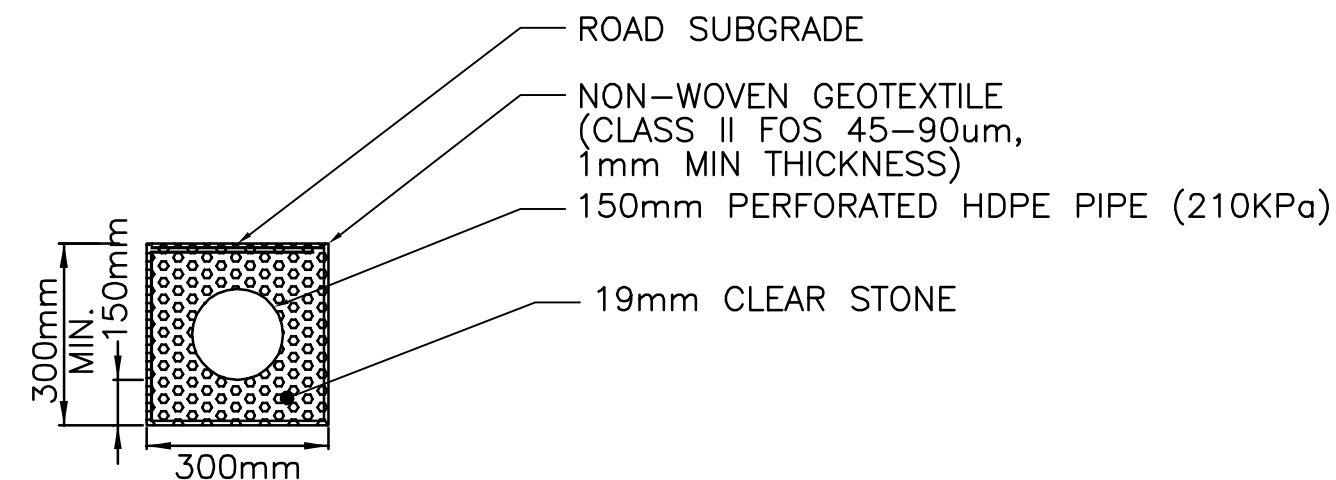 ROAD SUBGRADE
NON-WOVEN GEOTEXTILE
(CLASS II FOS 45-90um,
1mm MIN THICKNESS)
150mm PERFORATED HDPE PIPE (210KPa)
19mm CLEAR STONE
300mm
MIN.
150mm
300mm